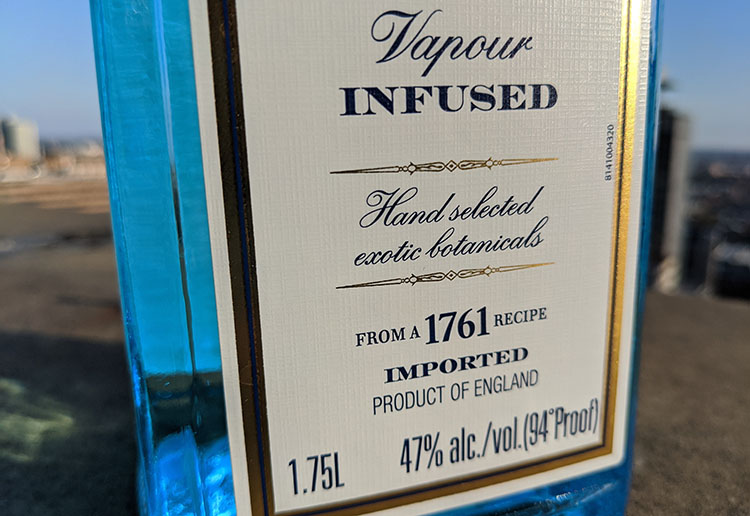 Vapour
INFUSED
8141004320
Hand selected
exotic botanicals
FROM A 1761 RECIPE
IMPORTED
PRODUCT OF ENGLAND
1.75L 47% alc./vol.(94°Proof)